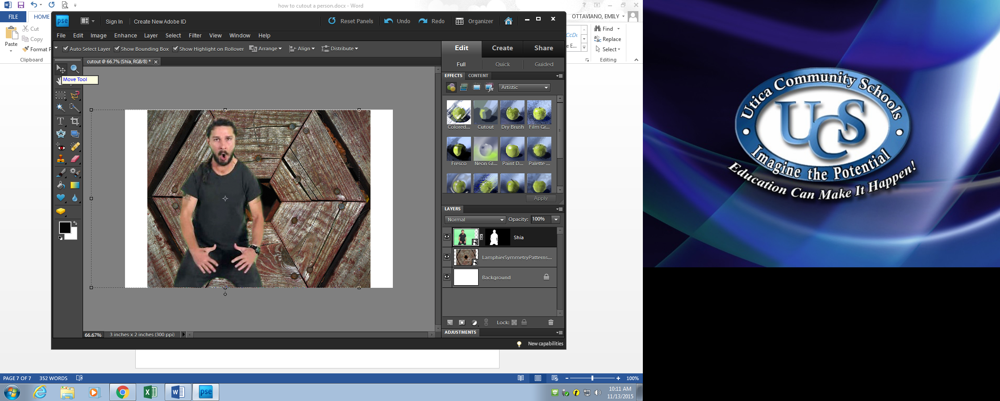 how to cutout a person.docx - Word
FILE
HOME
OTTAVIANO, EMILY
Paste
Cut
Copy
Format P
Clipboard
Find
Replace
Select
Editing
CcDc
e E...
pse
Sign In
Create New Adobe ID
Reset Panels
Undo
Redo
Organizer
File Edit Image Enhance Layer Select Filter View Window Help
Auto Select Layer Show Bounding Box Show Highlight on Rollover Arrange Align Distribute
cutout @ 66.7% (Shia, RGB/8) *
Move Tool
Edit Create Share
Full Quick Guided
EFFECTS CONTENT
Artistic
Colored... Cutout Dry Brush Film Gr...
Fresco Neon Gl... Paint D... Palette ...
Apply
LAYERS
Normal Opacity: 100%
Shia
LamphierSymmetryPatterns...
Background
Lock:
ADJUSTMENTS
66.67% 3 inches x 2 inches (300 ppi)
New capabilities
PAGE 7 OF 7 352 WORDS
100%
pse
10:11 AM
11/13/2015
Utica Community Schools
UCS
Imagine the Potential
Education Can Make It Happen!